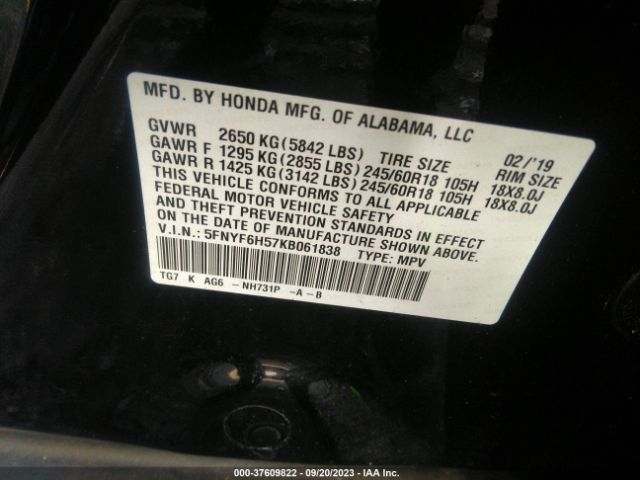 MFD. BY HONDA MFG. OF ALABAMA, LLC
02/'19
GVWR 2650 KG(5842 LBS) TIRE SIZE RIM SIZE
GAWR F 1295 KG(2855 LBS) 245/60R18 105H 18X8.0J
GAWR R 1425 KG(3142 LBS) 245/60R18 105H 18X8.0J
THIS VEHICLE CONFORMS TO ALL APPLICABLE
FEDERAL MOTOR VEHICLE SAFETY
AND THEFT PREVENTION STANDARDS IN EFFECT
ON THE DATE OF MANUFACTURE SHOWN ABOVE.
V.I.N.: 5FNYF6H57KB061838 TYPE: MPV
TG7 K AG6 -NH731P -A-B
000-37609822 - 09/20/2023 - IAA Inc.